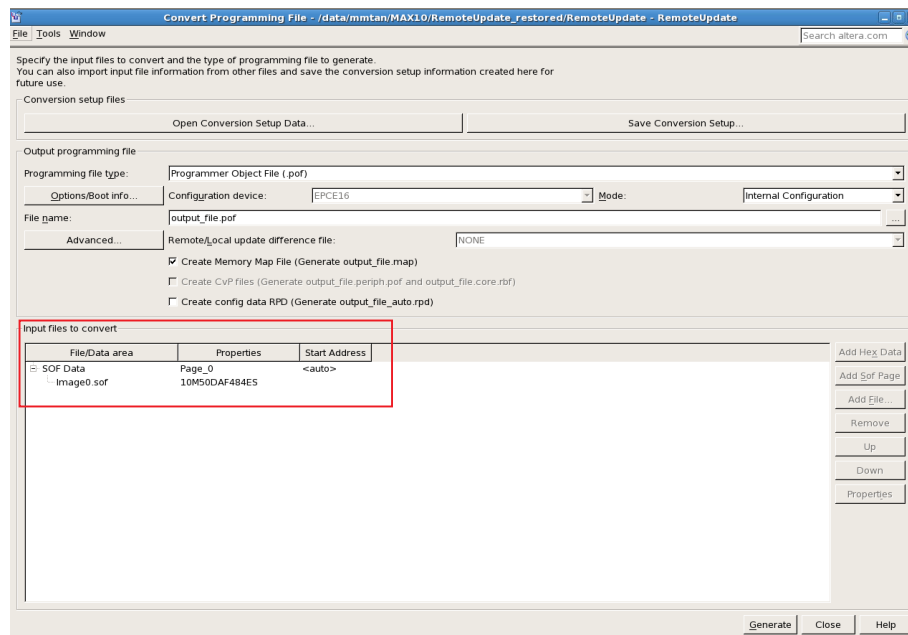 Convert Programming File - /data/mmtan/MAX10/RemoteUpdate_restored/RemoteUpdate - RemoteUpdate
File Tools Window
Search altera.com
Specify the input files to convert and the type of programming file to generate.
You can also import input file information from other files and save the conversion setup information created here for
future use.
Conversion setup files
Open Conversion Setup Data... Save Conversion Setup...
Output programming file
Programming file type: Programmer Object File (.pof)
Options/Boot info... Configuration device: EPCE16 Mode: Internal Configuration
File name: output_file.pof ...
Advanced... Remote/Local update difference file: NONE
Create Memory Map File (Generate output_file.map)
Create CvP files (Generate output_file.periph.pof and output_file.core.rbf)
Create config data RPD (Generate output_file_auto.rpd)
Input files to convert
File/Data area Properties Start Address
SOF Data Page_0 <auto>
Image0.sof 10M50DAF484ES
Add Hex Data
Add Sof Page
Add File...
Remove
Up
Down
Properties
Generate Close Help